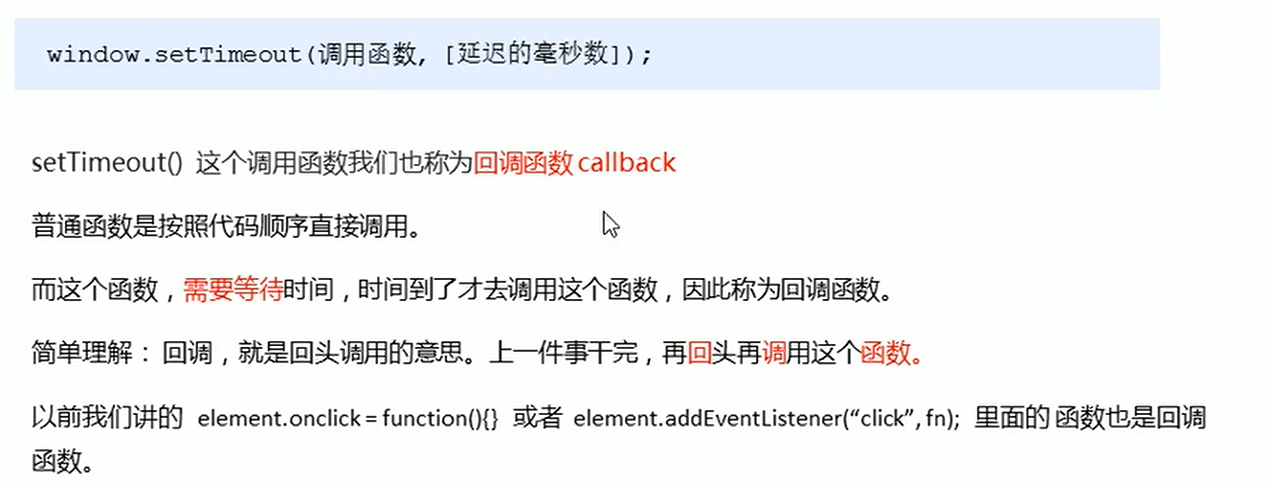 window.setTimeout(调用函数, [延迟的毫秒数]);
setTimeout() 这个调用函数我们也称为回调函数 callback
普通函数是按照代码顺序直接调用。
而这个函数，需要等待时间，时间到了才去调用这个函数，因此称为回调函数。
简单理解： 回调，就是回头调用的意思。上一件事干完，再回头再调用这个函数。
以前我们讲的 element.onclick = function(){} 或者 element.addEventListener(“click”, fn); 里面的 函数也是回调
函数。